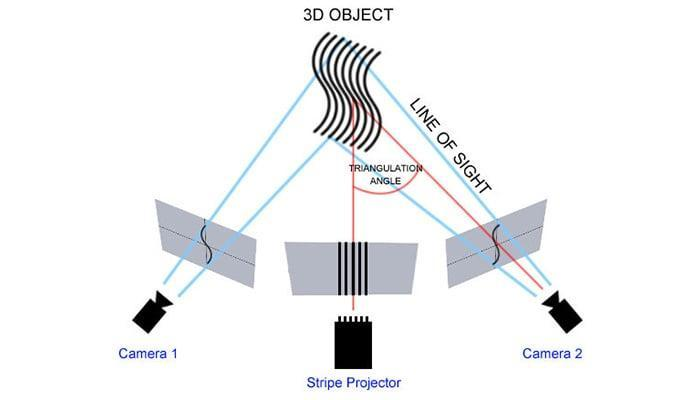 3D OBJECT
LINE OF SIGHT
TRIANGULATION
ANGLE
Camera 1
Camera 2
Stripe Projector